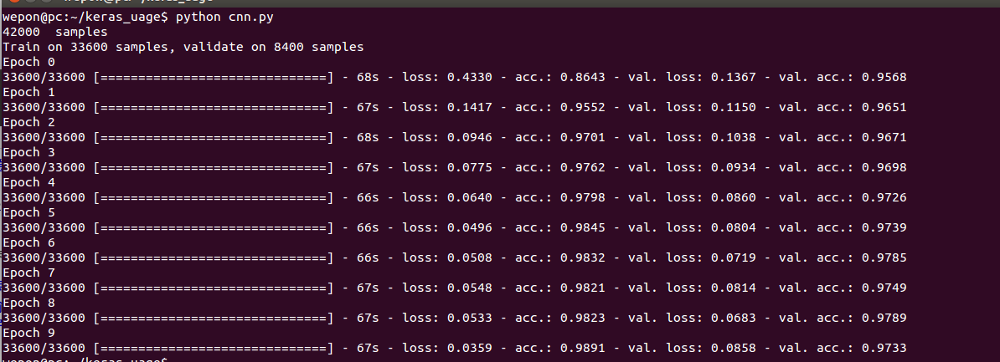 wepon@pc:~/keras_uage$ python cnn.py
42000  samples
Train on 33600 samples, validate on 8400 samples
Epoch 0
33600/33600 [==============================] - 68s - loss: 0.4330 - acc.: 0.8643 - val. loss: 0.1367 - val. acc.: 0.9568
Epoch 1
33600/33600 [==============================] - 67s - loss: 0.1417 - acc.: 0.9552 - val. loss: 0.1150 - val. acc.: 0.9651
Epoch 2
33600/33600 [==============================] - 68s - loss: 0.0946 - acc.: 0.9701 - val. loss: 0.1038 - val. acc.: 0.9671
Epoch 3
33600/33600 [==============================] - 67s - loss: 0.0775 - acc.: 0.9762 - val. loss: 0.0934 - val. acc.: 0.9698
Epoch 4
33600/33600 [==============================] - 66s - loss: 0.0640 - acc.: 0.9798 - val. loss: 0.0860 - val. acc.: 0.9726
Epoch 5
33600/33600 [==============================] - 66s - loss: 0.0496 - acc.: 0.9845 - val. loss: 0.0804 - val. acc.: 0.9739
Epoch 6
33600/33600 [==============================] - 66s - loss: 0.0508 - acc.: 0.9832 - val. loss: 0.0719 - val. acc.: 0.9785
Epoch 7
33600/33600 [==============================] - 67s - loss: 0.0548 - acc.: 0.9821 - val. loss: 0.0814 - val. acc.: 0.9749
Epoch 8
33600/33600 [==============================] - 67s - loss: 0.0533 - acc.: 0.9823 - val. loss: 0.0683 - val. acc.: 0.9789
Epoch 9
33600/33600 [==============================] - 67s - loss: 0.0359 - acc.: 0.9891 - val. loss: 0.0858 - val. acc.: 0.9733
wepon@pc:~/keras_uage$